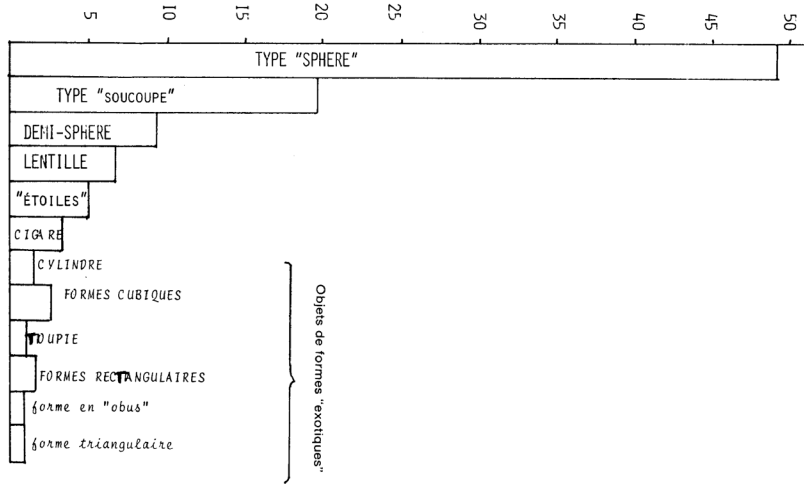 5 10 15 20 25 30 35 40 45 50
TYPE "SPHERE"
TYPE "SOUCOUPE"
DEMI-SPHERE
LENTILLE
"ÉTOILES"
CIGARE
CYLINDRE
FORMES CUBIQUES
TOUPIE
FORMES RECTANGULAIRES
forme en "obus"
forme triangulaire
Objets de formes "exotiques"